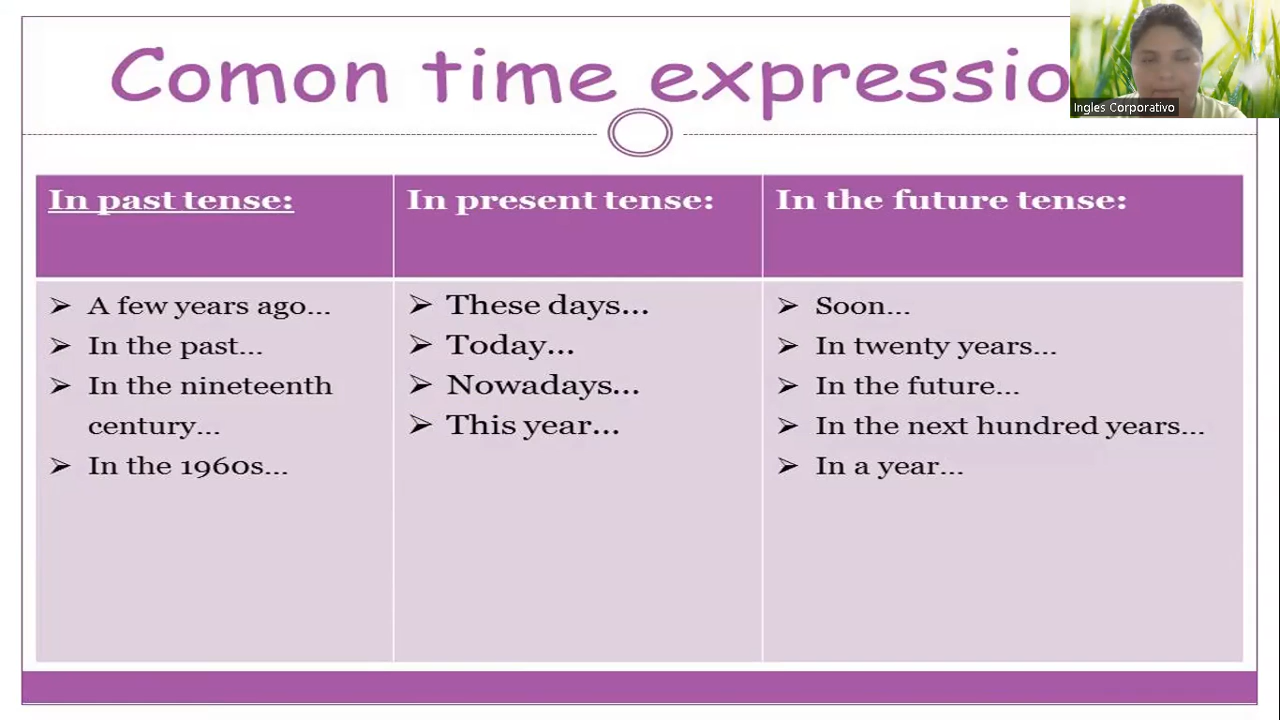 Comon time expressio
Ingles Corporativo
In past tense:
In present tense:
In the future tense:
A few years ago...
In the past...
In the nineteenth
century...
In the 1960s...
These days...
Today...
Nowadays...
This year...
Soon...
In twenty years...
In the future...
In the next hundred years...
In a year...